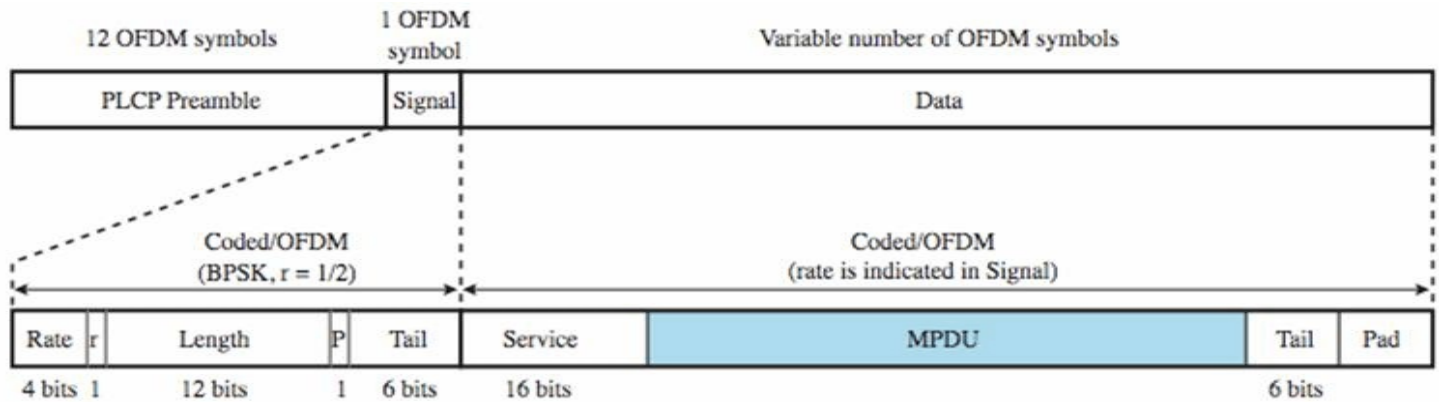 12 OFDM symbols
1 OFDM
symbol
Variable number of OFDM symbols
PLCP Preamble
Signal
Data
Coded/OFDM
(BPSK, r = 1/2)
Coded/OFDM
(rate is indicated in Signal)
Rate
r
Length
P
Tail
Service
MPDU
Tail
Pad
4 bits
1
12 bits
1
6 bits
16 bits
6 bits